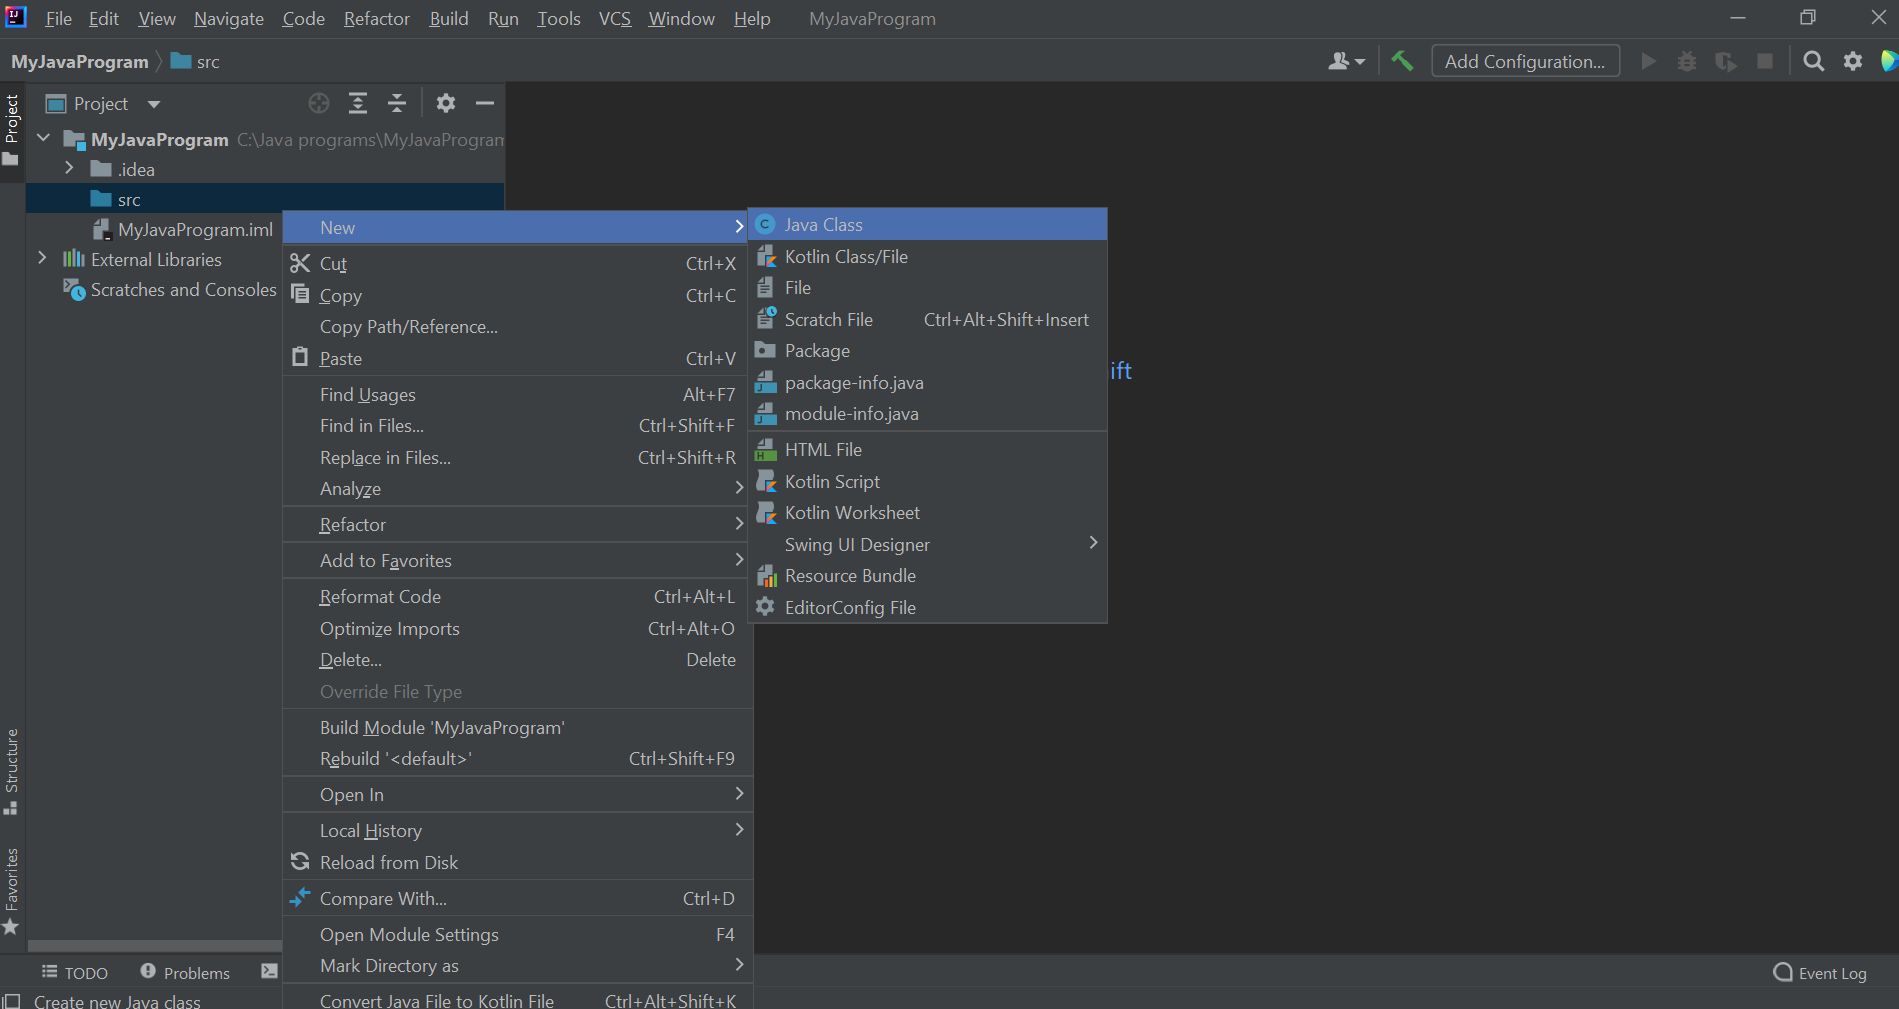 File Edit View Navigate Code Refactor Build Run Tools VCS Window Help MyJavaProgram
MyJavaProgram src Add Configuration...
Project
Project
MyJavaProgram C:\Java programs\MyJavaProgram
.idea
src
MyJavaProgram.iml
External Libraries
Scratches and Consoles
New
Cut Ctrl+X
Copy Ctrl+C
Copy Path/Reference...
Paste Ctrl+V
Find Usages Alt+F7
Find in Files... Ctrl+Shift+F
Replace in Files... Ctrl+Shift+R
Analyze
Refactor
Add to Favorites
Reformat Code Ctrl+Alt+L
Optimize Imports Ctrl+Alt+O
Delete... Delete
Override File Type
Build Module 'MyJavaProgram'
Rebuild '<default>' Ctrl+Shift+F9
Open In
Local History
Reload from Disk
Compare With... Ctrl+D
Open Module Settings F4
Mark Directory as
Convert Java File to Kotlin File Ctrl+Alt+Shift+K
Java Class
Kotlin Class/File
File
Scratch File Ctrl+Alt+Shift+Insert
Package
package-info.java
module-info.java
HTML File
Kotlin Script
Kotlin Worksheet
Swing UI Designer
Resource Bundle
EditorConfig File
ift
Structure
Favorites
TODO Problems Event Log
Create new Java class